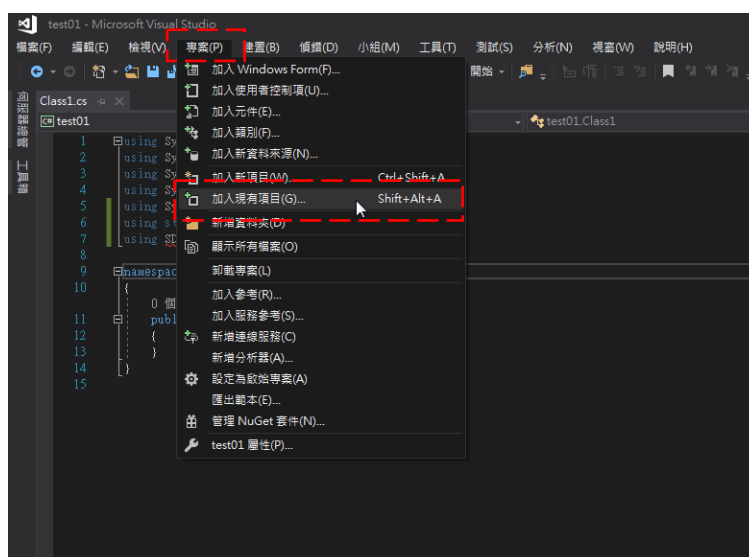 test01 - Microsoft Visual Studio
檔案(F) 編輯(E) 檢視(V) 專案(P) 建置(B) 偵錯(D) 小組(M) 工具(T) 測試(S) 分析(N) 視窗(W) 說明(H)
開始
伺服器總管
工具箱
Class1.cs
C# test01
test01.Class1
加入 Windows Form(F)...
加入使用者控制項(U)...
加入元件(E)...
加入類別(F)...
加入新資料來源(N)...
加入新項目(W)... Ctrl+Shift+A
加入現有項目(G)... Shift+Alt+A
新增資料夾(D)
顯示所有檔案(O)
卸載專案(L)
加入參考(R)...
加入服務參考(S)...
新增連線服務(C)
新增分析器(A)...
設定為啟始專案(A)
匯出範本(E)...
管理 NuGet 套件(N)...
test01 屬性(P)...
1 using Sy
2 using Sy
3 using Sy
4 using Sy
5 using Sy
6 using s
7 using SD
8
9 namespac
10 {
0 個
11 publ
12 {
13 }
14 }
15